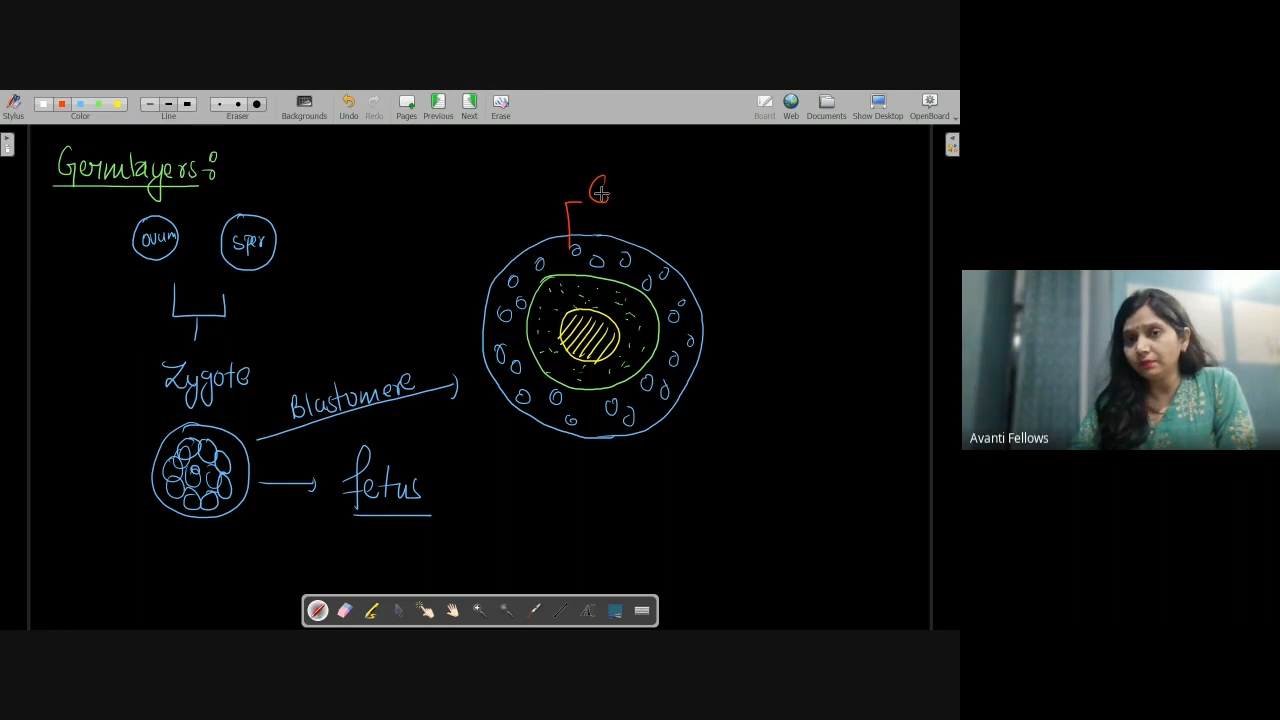 Stylus
Color
Line
Eraser
Backgrounds
Undo
Redo
Pages
Previous
Next
Erase
Board
Web
Documents
Show Desktop
OpenBoard
Germlayers :
ovum
sper
Zygote
Blastomere
fetus
Avanti Fellows